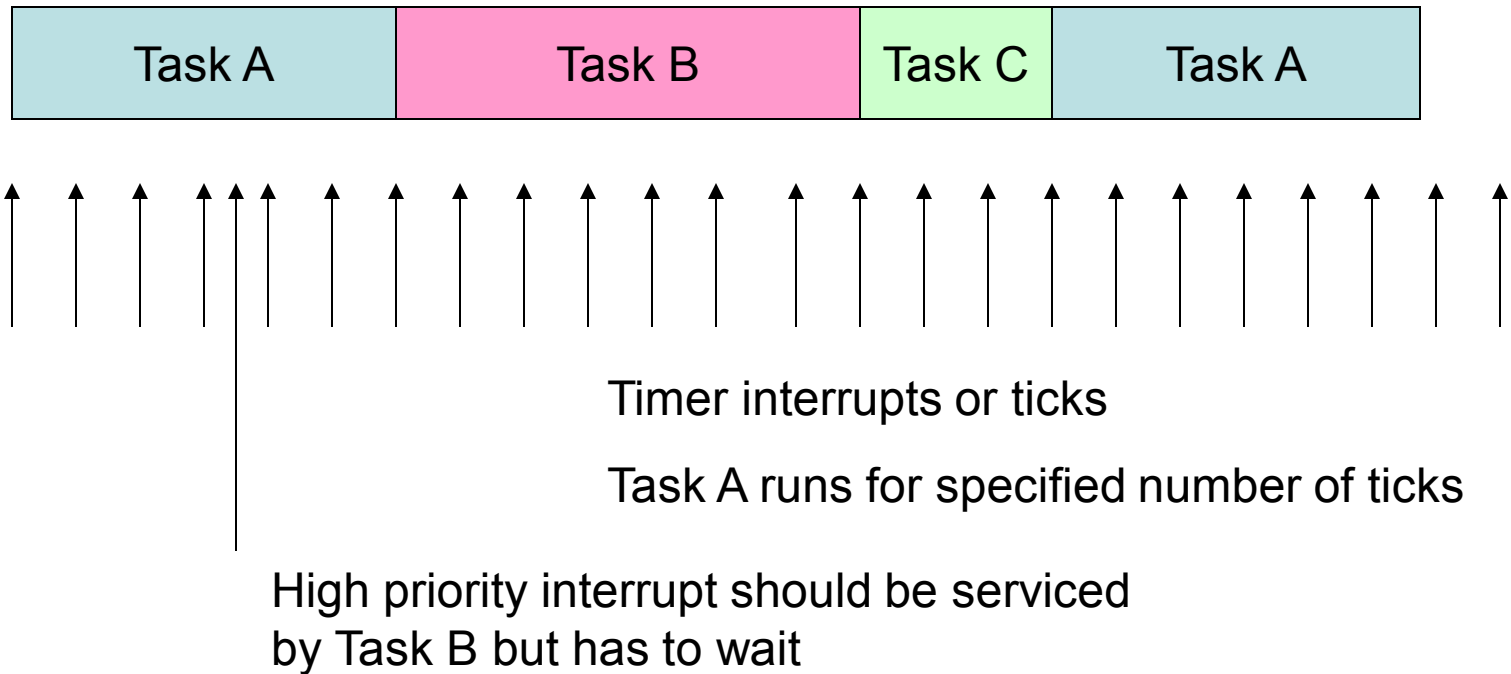 Task A
Task B
Task C
Task A
Timer interrupts or ticks
Task A runs for specified number of ticks
High priority interrupt should be serviced
by Task B but has to wait